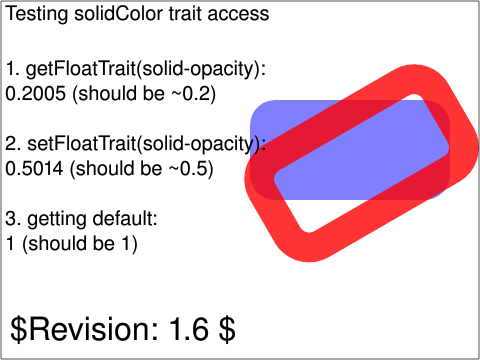 Testing solidColor trait access
1. getFloatTrait(solid-opacity):
0.2005 (should be ~0.2)
2. setFloatTrait(solid-opacity):
0.5014 (should be ~0.5)
3. getting default:
1 (should be 1)
$Revision: 1.6 $